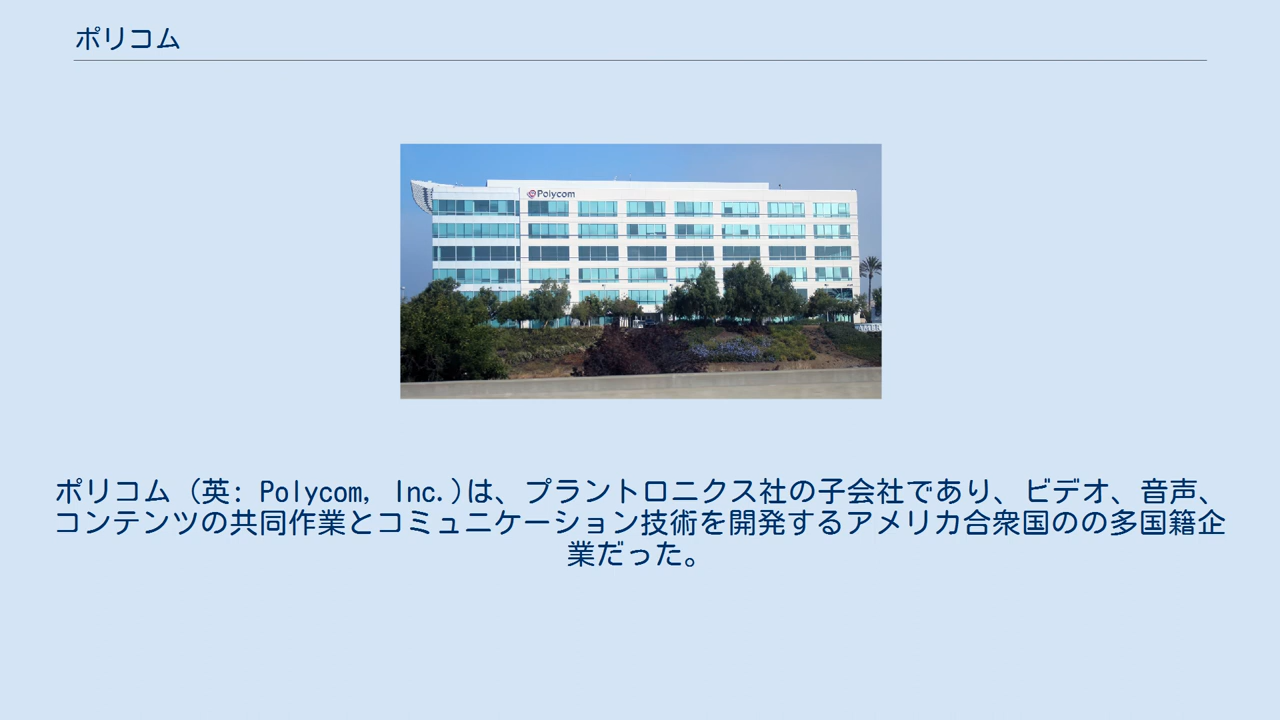 ポリコム
Polycom
ポリコム (英: Polycom, Inc.)は、プラントロニクス社の子会社であり、ビデオ、音声、
コンテンツの共同作業とコミュニケーション技術を開発するアメリカ合衆国のの多国籍企
業だった。